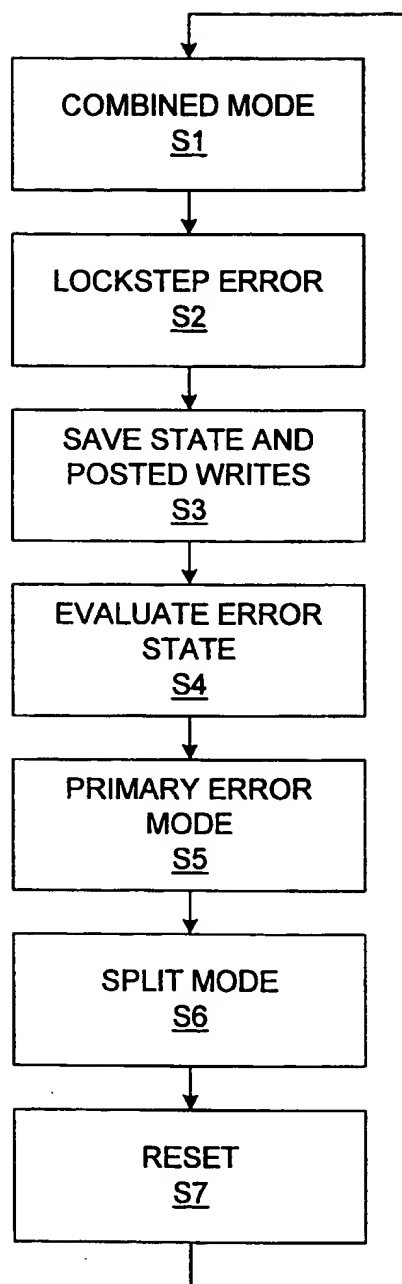 COMBINED MODE
S1
LOCKSTEP ERROR
S2
SAVE STATE AND
POSTED WRITES
S3
EVALUATE ERROR
STATE
S4
PRIMARY ERROR
MODE
S5
SPLIT MODE
S6
RESET
S7